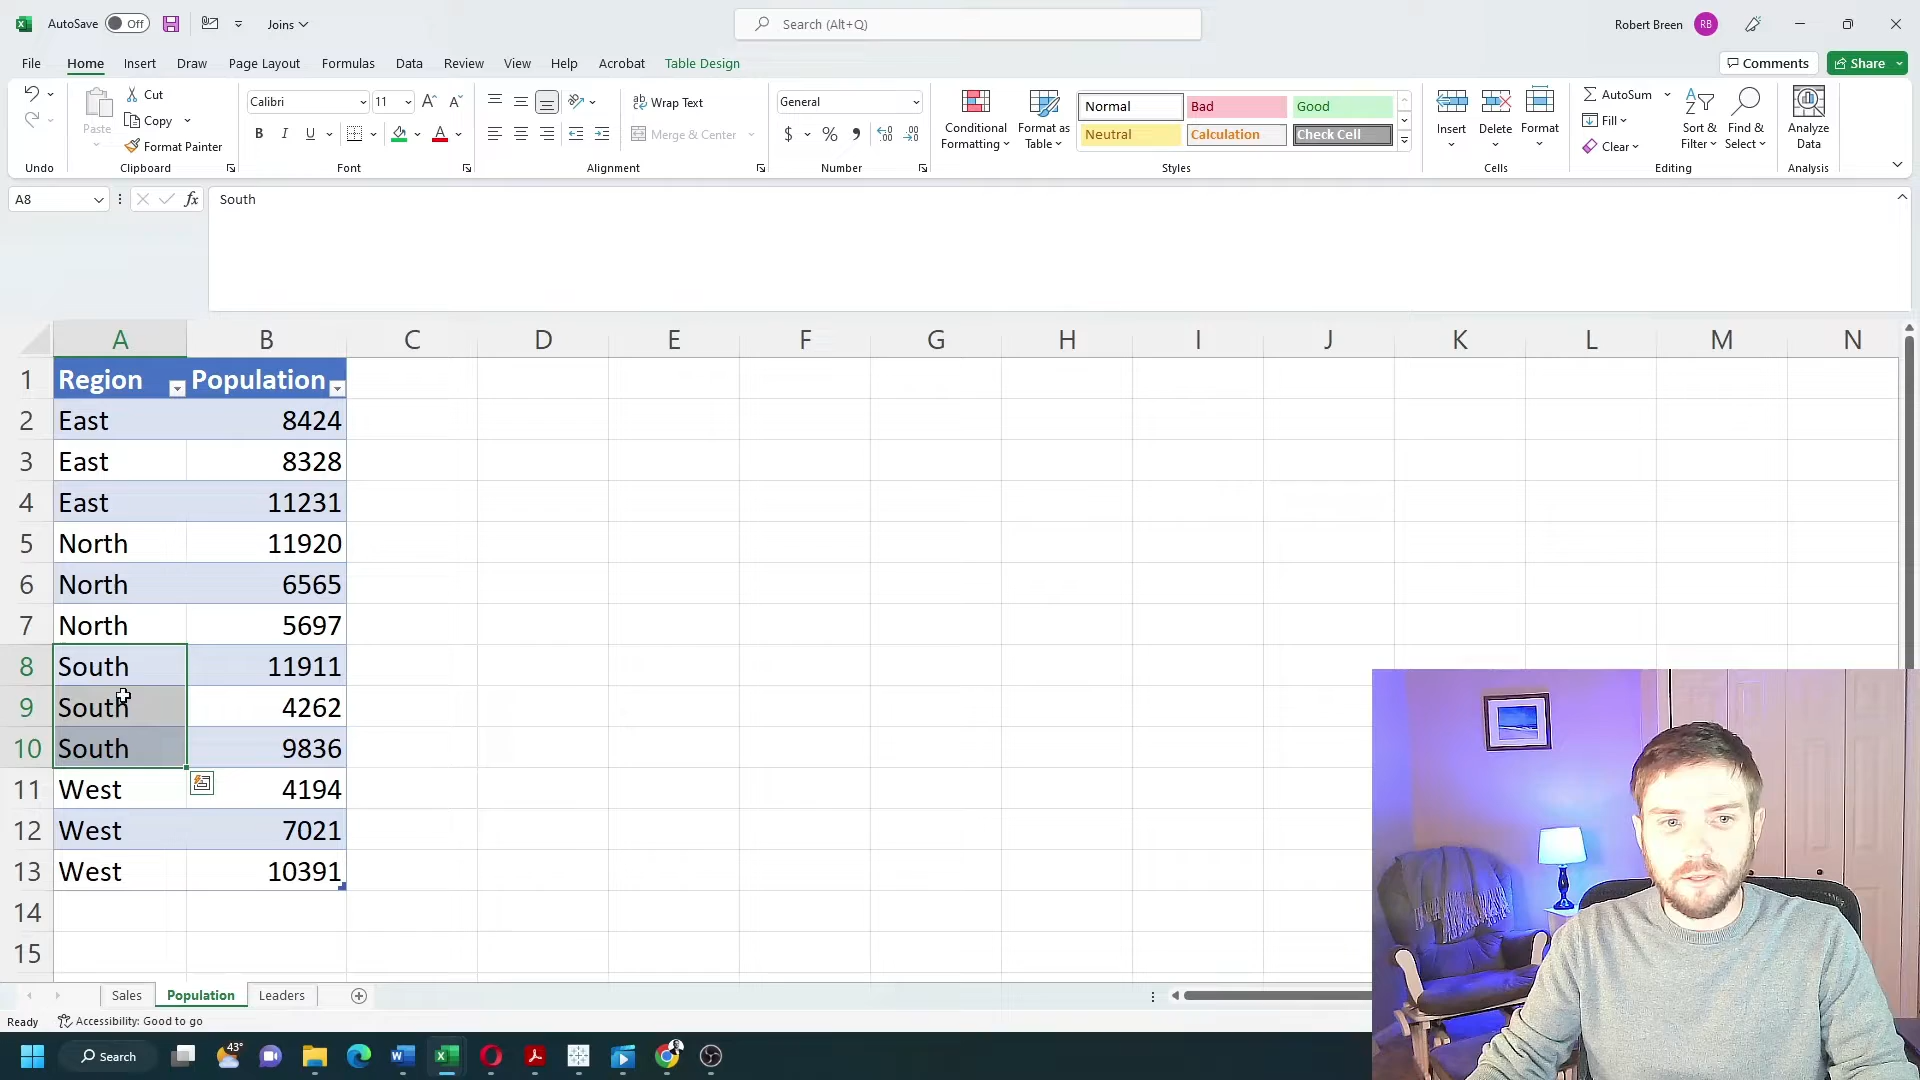 AutoSave Off Joins Search (Alt+Q) Robert Breen RB
File Home Insert Draw Page Layout Formulas Data Review View Help Acrobat Table Design Comments Share
Paste Cut Copy Format Painter
Calibri 11 B I U A
Wrap Text Merge & Center
General $ % ,
Conditional Formatting Format as Table
Normal Bad Good
Neutral Calculation Check Cell
Insert Delete Format
AutoSum Fill Clear
Sort & Filter Find & Select Analyze Data
Undo Clipboard Font Alignment Number Styles Cells Editing Analysis
A8 fx South
A B C D E F G H I J K L M N
1 Region Population
2 East 8424
3 East 8328
4 East 11231
5 North 11920
6 North 6565
7 North 5697
8 South 11911
9 South 4262
10 South 9836
11 West 4194
12 West 7021
13 West 10391
14
15
Sales Population Leaders
Ready Accessibility: Good to go
Search 43°